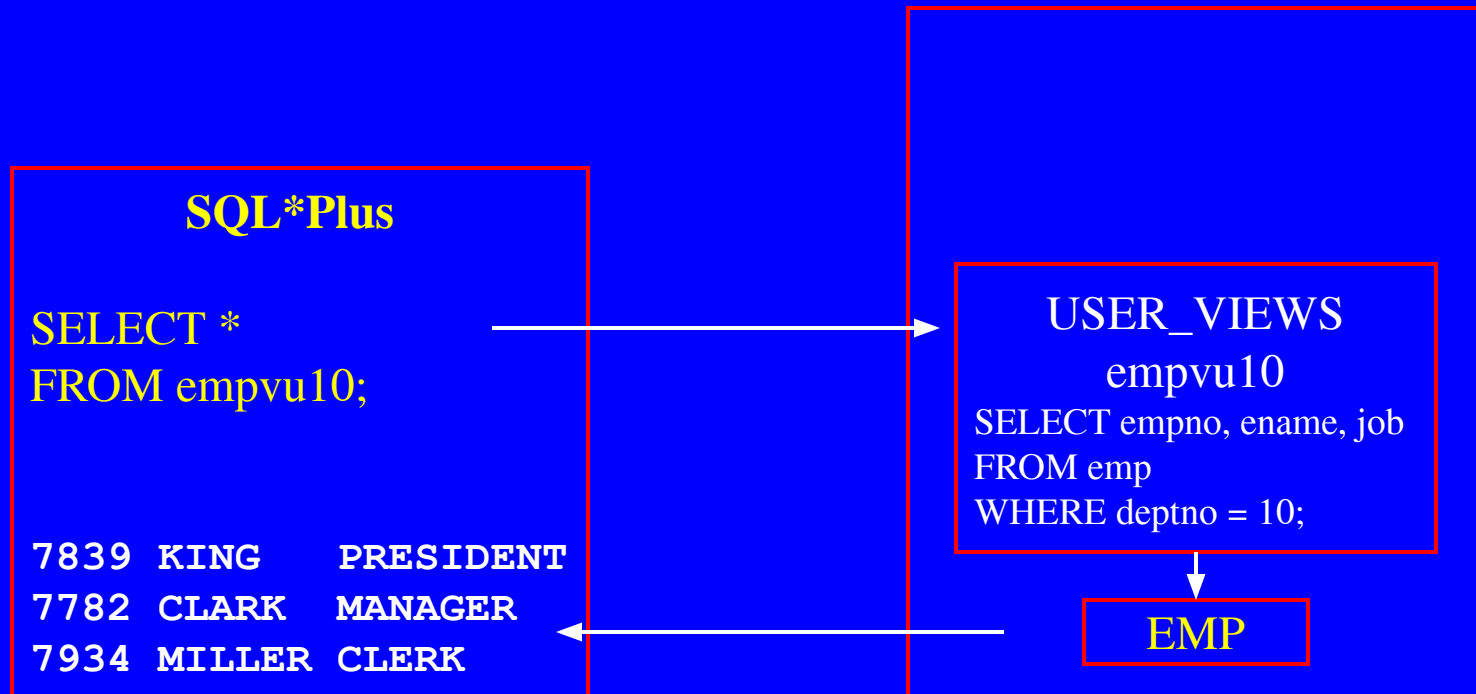 SQL*Plus
SELECT *
FROM empvu10;
7839 KING PRESIDENT
7782 CLARK MANAGER
7934 MILLER CLERK
USER_VIEWS
empvu10
SELECT empno, ename, job
FROM emp
WHERE deptno = 10;
EMP